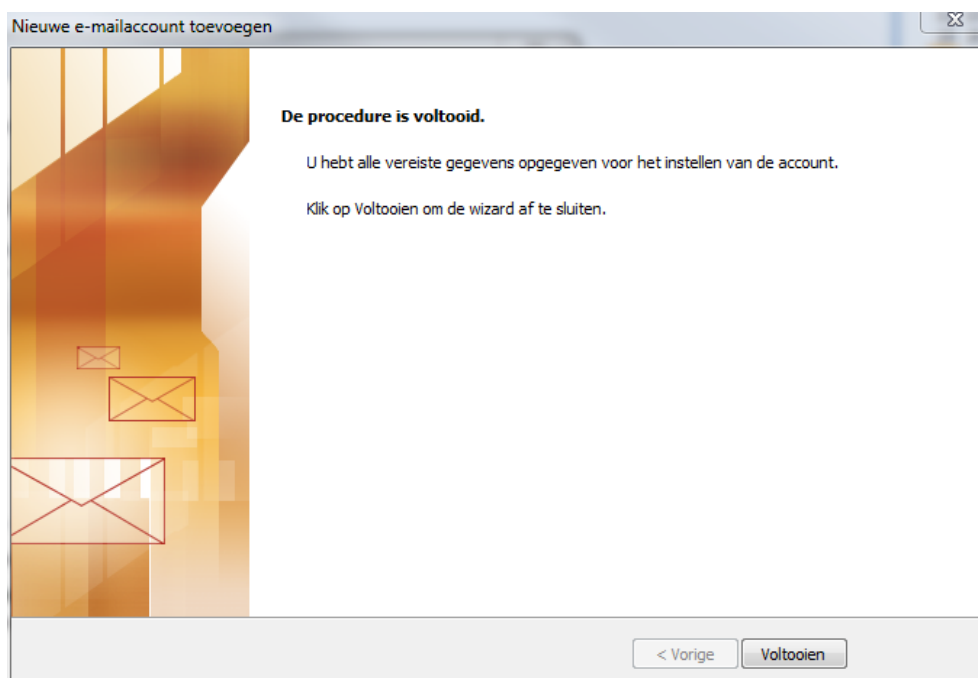 Nieuwe e-mailaccount toevoegen
De procedure is voltooid.
U hebt alle vereiste gegevens opgegeven voor het instellen van de account.
Klik op Voltooien om de wizard af te sluiten.
< Vorige
Voltooien